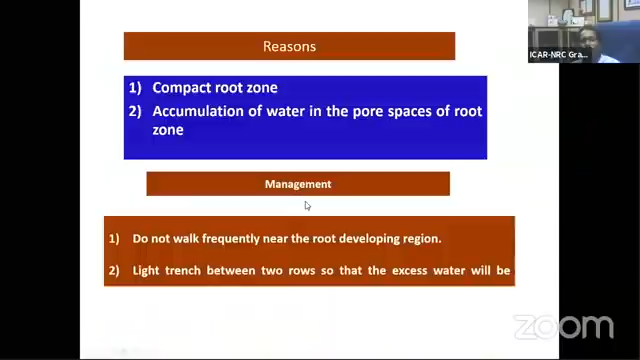 ICAR-NRC Gra...
Reasons
1) Compact root zone
2) Accumulation of water in the pore spaces of root
zone
Management
1) Do not walk frequently near the root developing region.
2) Light trench between two rows so that the excess water will be
zoom